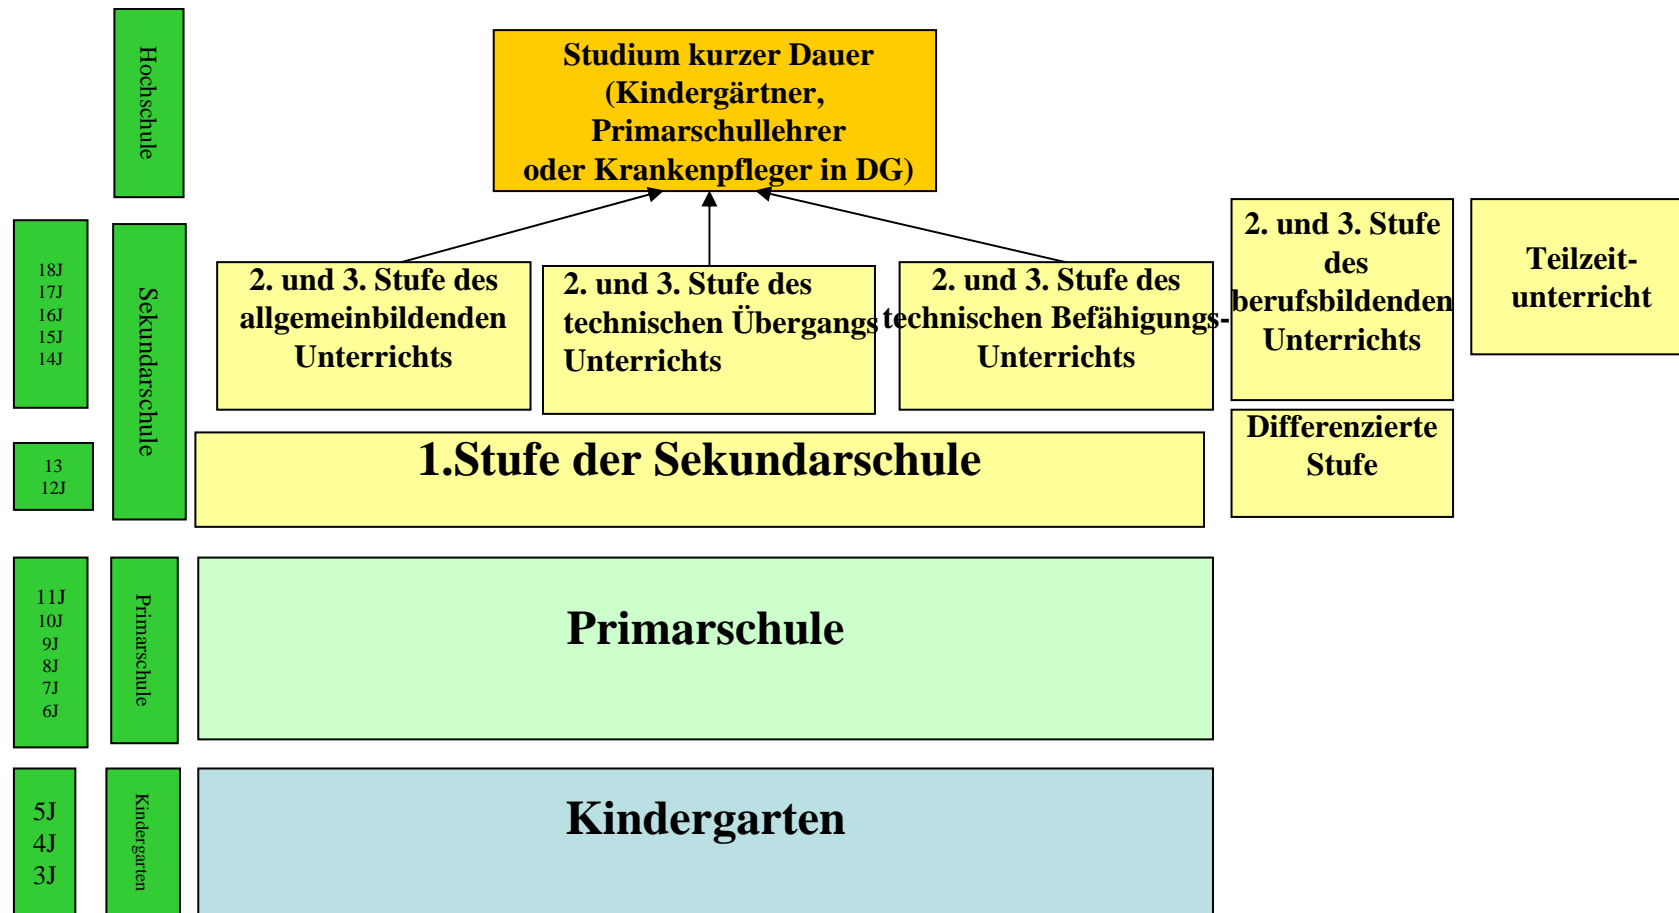 Hochschule
Studium kurzer Dauer
(Kindergärtner,
Primarschullehrer
oder Krankenpfleger in DG)
18J
17J
16J
15J
14J
Sekundarschule
2. und 3. Stufe des
allgemeinbildenden
Unterrichts
2. und 3. Stufe des
technischen Übergangs
Unterrichts
2. und 3. Stufe des
technischen Befähigungs-
Unterrichts
2. und 3. Stufe
des
berufsbildenden
Unterrichts
Teilzeit-
unterricht
13
12J
1.Stufe der Sekundarschule
Differenzierte
Stufe
11J
10J
9J
8J
7J
6J
Primarschule
Primarschule
5J
4J
3J
Kindergarten
Kindergarten